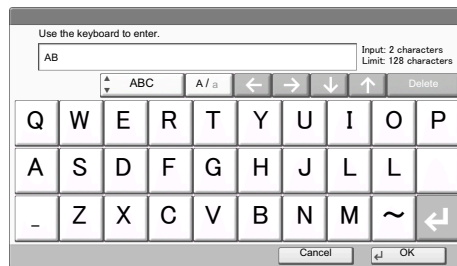 Use the keyboard to enter.
AB
Input: 2 characters
Limit: 128 characters
ABC A / a ← → ↓ ↑ Delete
Q W E R T Y U I O P
A S D F G H J L L
_ Z X C V B N M ～ ↵
Cancel ↵ OK